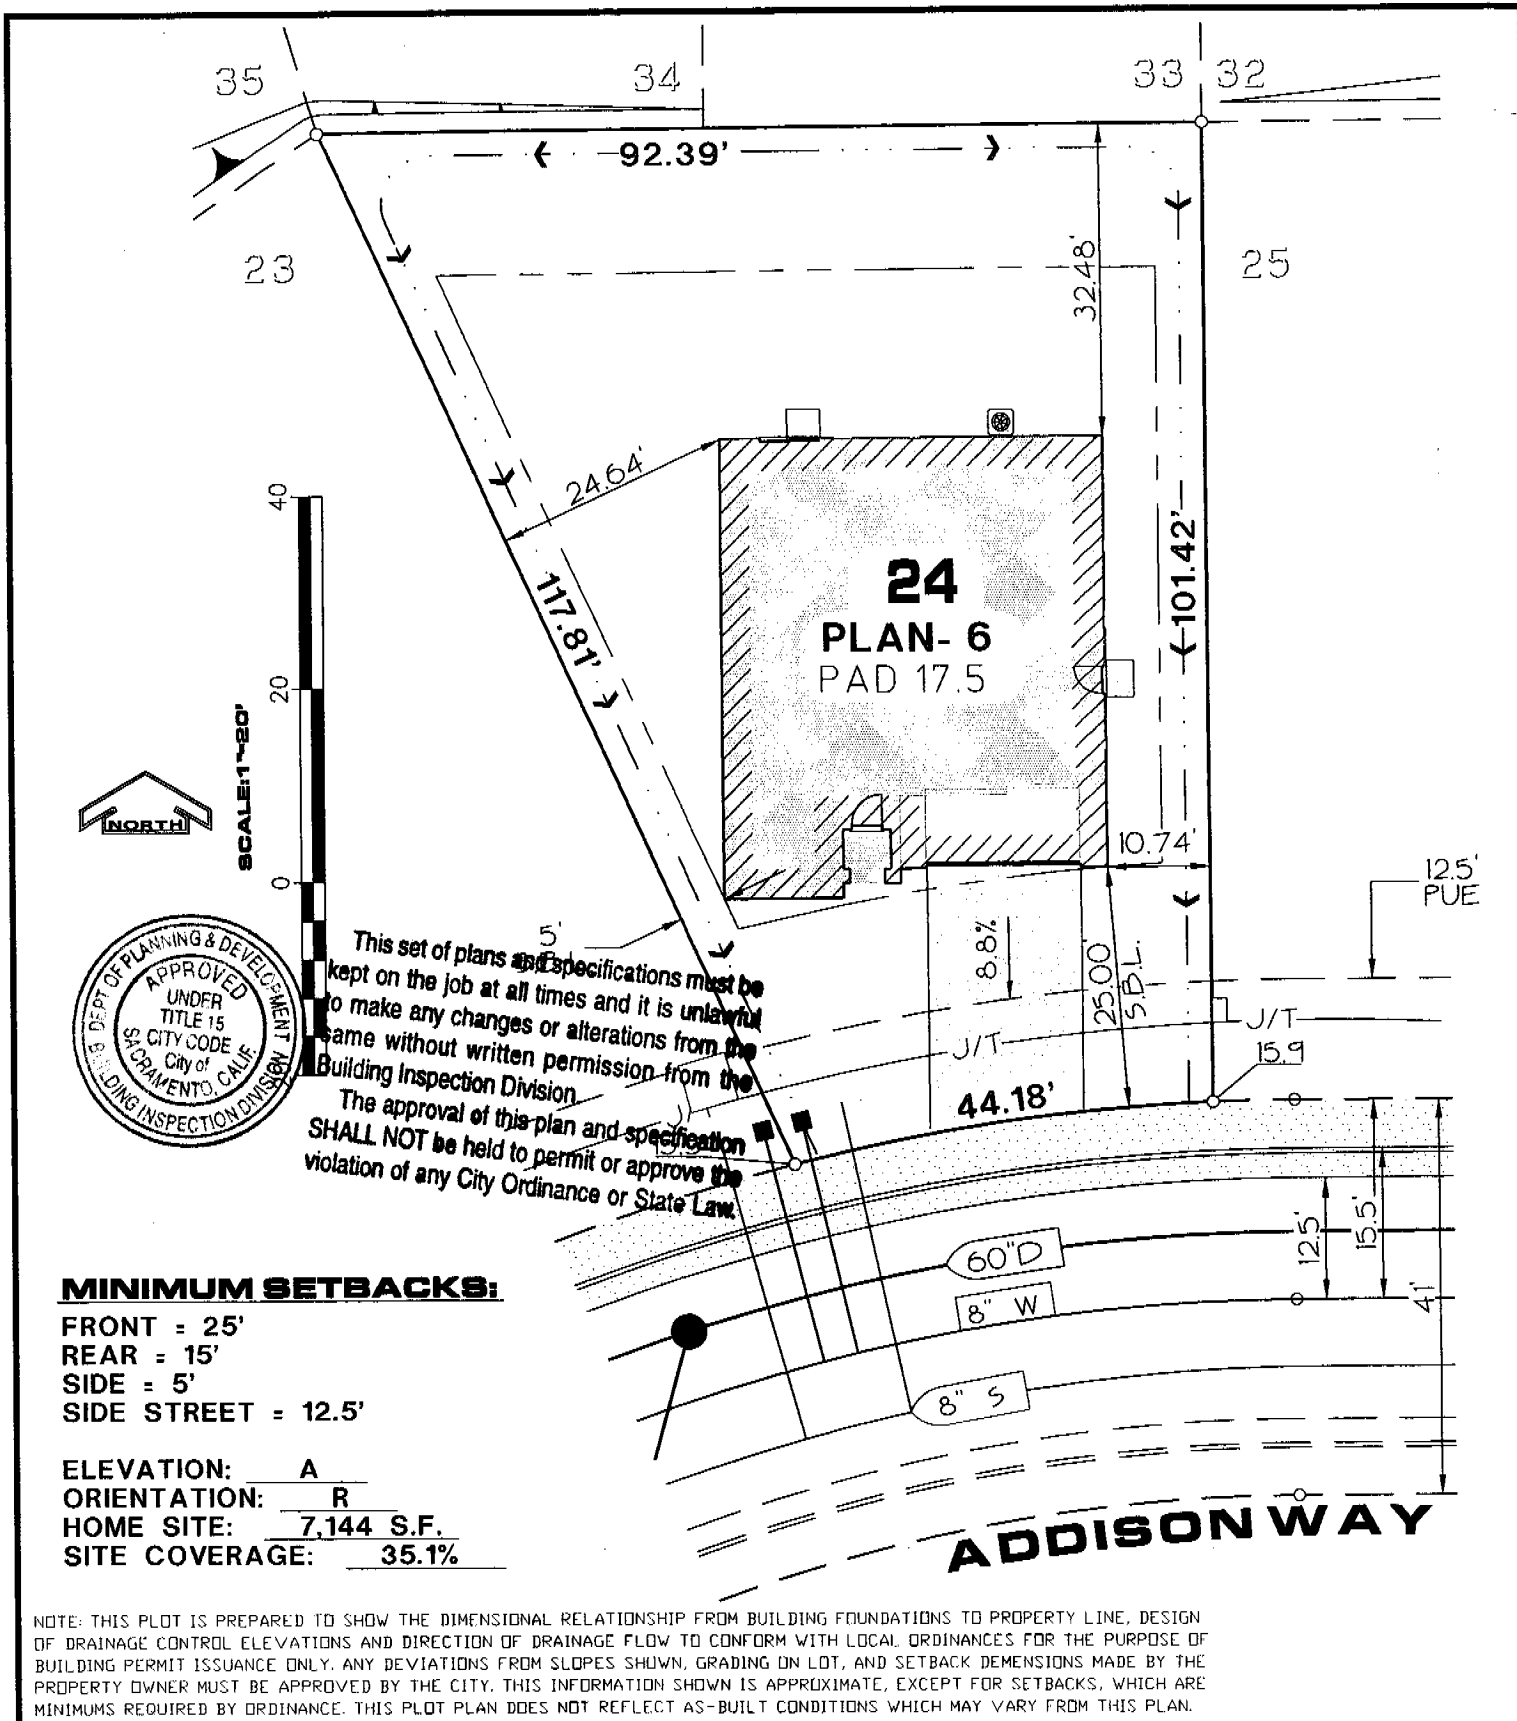 35
34
33
32
92.39'
23
25
32.48'
24.64'
117.81'
101.42'
24
PLAN- 6
PAD 17.5
40
20
0
SCALE:1"=20'
NORTH
10.74'
12.5'
PUE
5'
8.8%
25.00'
S.B.L.
J/T
J/T
15.9
44.18'
DEPT OF PLANNING & DEVELOPMENT
BUILDING INSPECTION DIVISION
APPROVED
UNDER
TITLE 15
CITY CODE
City of
SACRAMENTO, CALIF.
This set of plans and specifications must be
kept on the job at all times and it is unlawful
to make any changes or alterations from the
same without written permission from the
Building Inspection Division.
The approval of this plan and specification
SHALL NOT be held to permit or approve the
violation of any City Ordinance or State Law.
60"D
8" W
8" S
12.5'
15.5'
41'
ADDISON WAY
MINIMUM SETBACKS:
FRONT = 25'
REAR = 15'
SIDE = 5'
SIDE STREET = 12.5'
ELEVATION: A
ORIENTATION: R
HOME SITE: 7,144 S.F.
SITE COVERAGE: 35.1%
NOTE: THIS PLOT IS PREPARED TO SHOW THE DIMENSIONAL RELATIONSHIP FROM BUILDING FOUNDATIONS TO PROPERTY LINE, DESIGN
OF DRAINAGE CONTROL ELEVATIONS AND DIRECTION OF DRAINAGE FLOW TO CONFORM WITH LOCAL ORDINANCES FOR THE PURPOSE OF
BUILDING PERMIT ISSUANCE ONLY. ANY DEVIATIONS FROM SLOPES SHOWN, GRADING ON LOT, AND SETBACK DEMENSIONS MADE BY THE
PROPERTY OWNER MUST BE APPROVED BY THE CITY. THIS INFORMATION SHOWN IS APPROXIMATE, EXCEPT FOR SETBACKS, WHICH ARE
MINIMUMS REQUIRED BY ORDINANCE. THIS PLOT PLAN DOES NOT REFLECT AS-BUILT CONDITIONS WHICH MAY VARY FROM THIS PLAN.